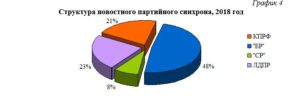 График 4
Структура новостного партийного синхрона, 2018 год
21%
48%
8%
23%
КПРФ
"ЕР"
"СР"
ЛДПР